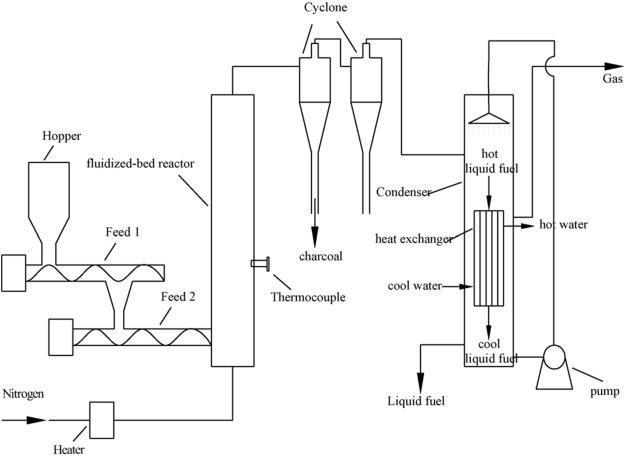 Cyclone
Gas
Hopper
fluidized-bed reactor
hot
liquid fuel
Condenser
Feed 1
heat exchanger
hot water
charcoal
Thermocouple
cool water
Feed 2
cool
liquid fuel
Nitrogen
Liquid fuel
pump
Heater